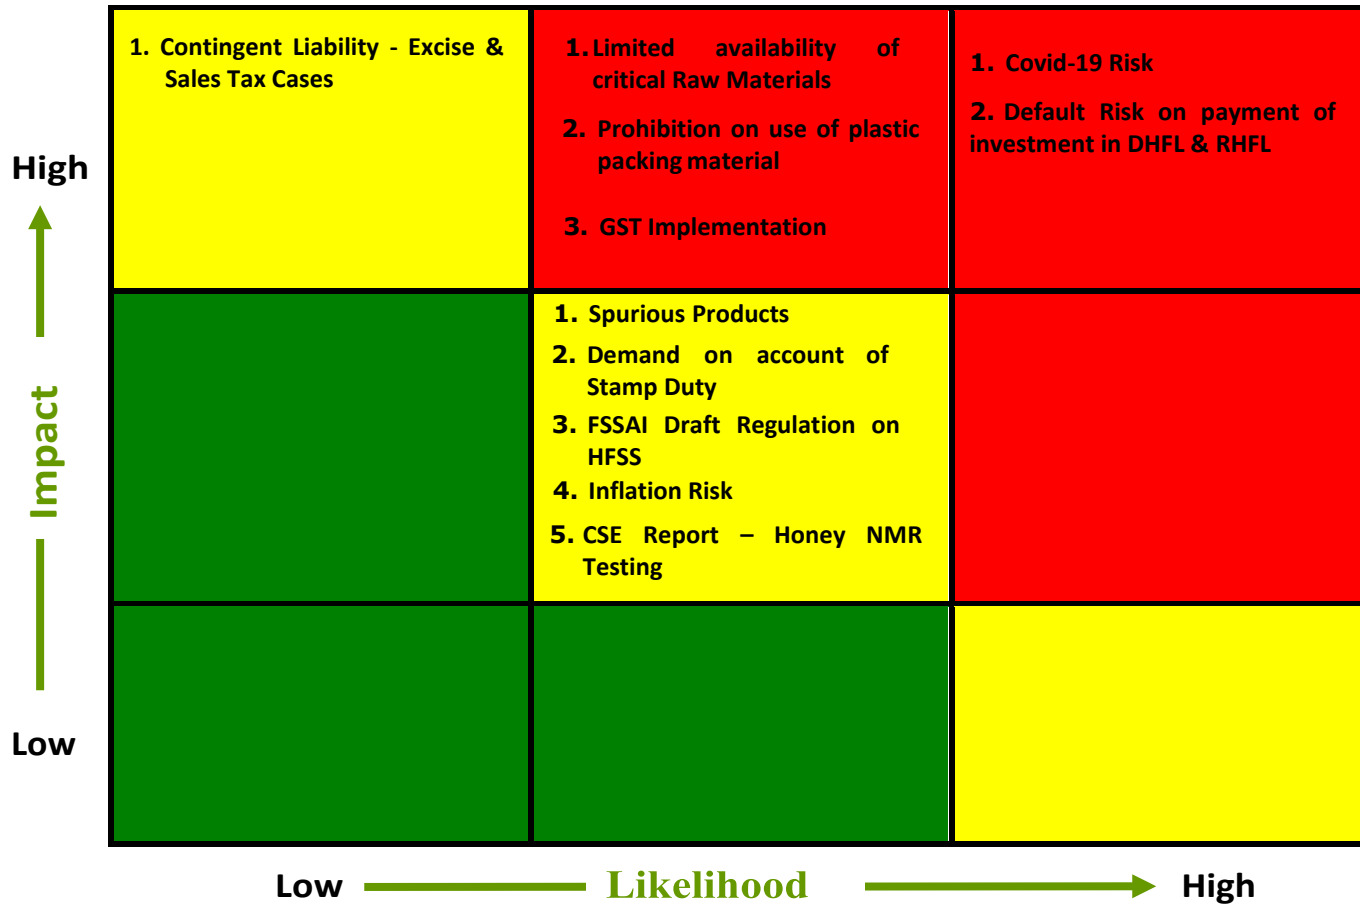 1. Contingent Liability - Excise &
Sales Tax Cases
1. Limited availability of
critical Raw Materials
2. Prohibition on use of plastic
packing material
3. GST Implementation
1. Covid-19 Risk
2. Default Risk on payment of
investment in DHFL & RHFL
High
1. Spurious Products
2. Demand on account of
Stamp Duty
3. FSSAI Draft Regulation on
HFSS
4. Inflation Risk
5. CSE Report – Honey NMR
Testing
Impact
Low
Low
Likelihood
High